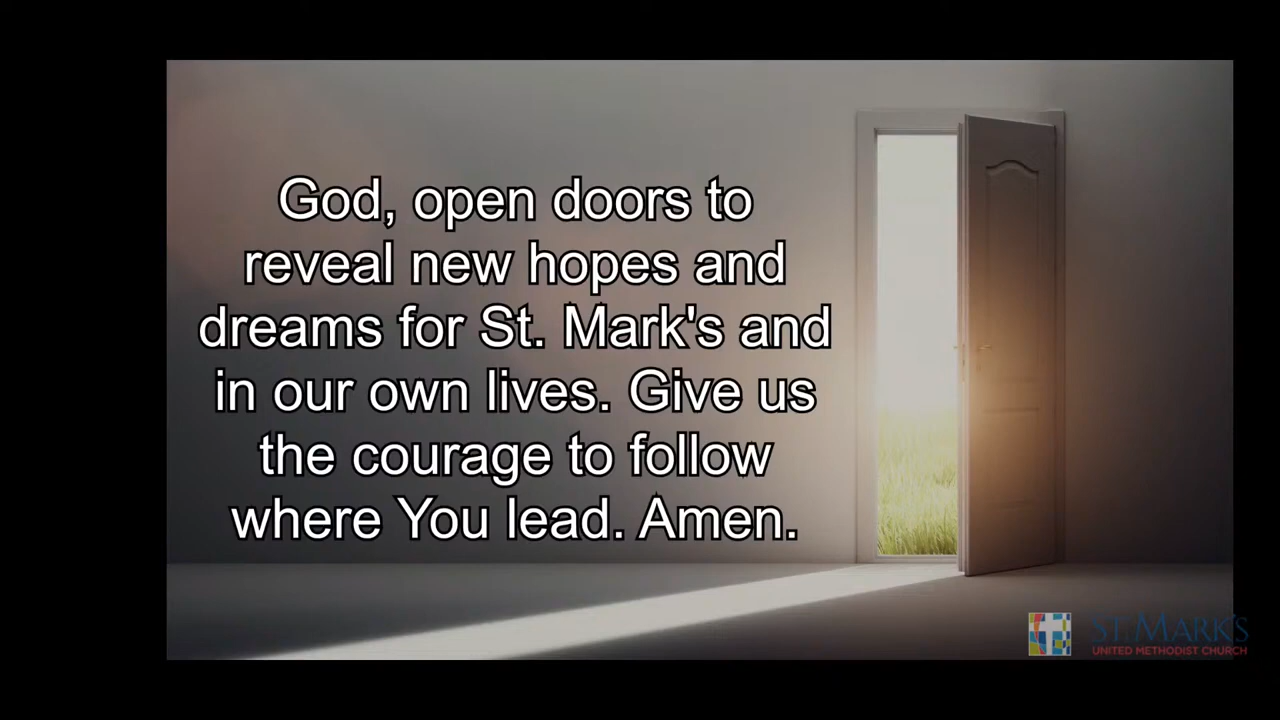 God, open doors to
reveal new hopes and
dreams for St. Mark's and
in our own lives. Give us
the courage to follow
where You lead. Amen.
ST. MARK'S
UNITED METHODIST CHURCH